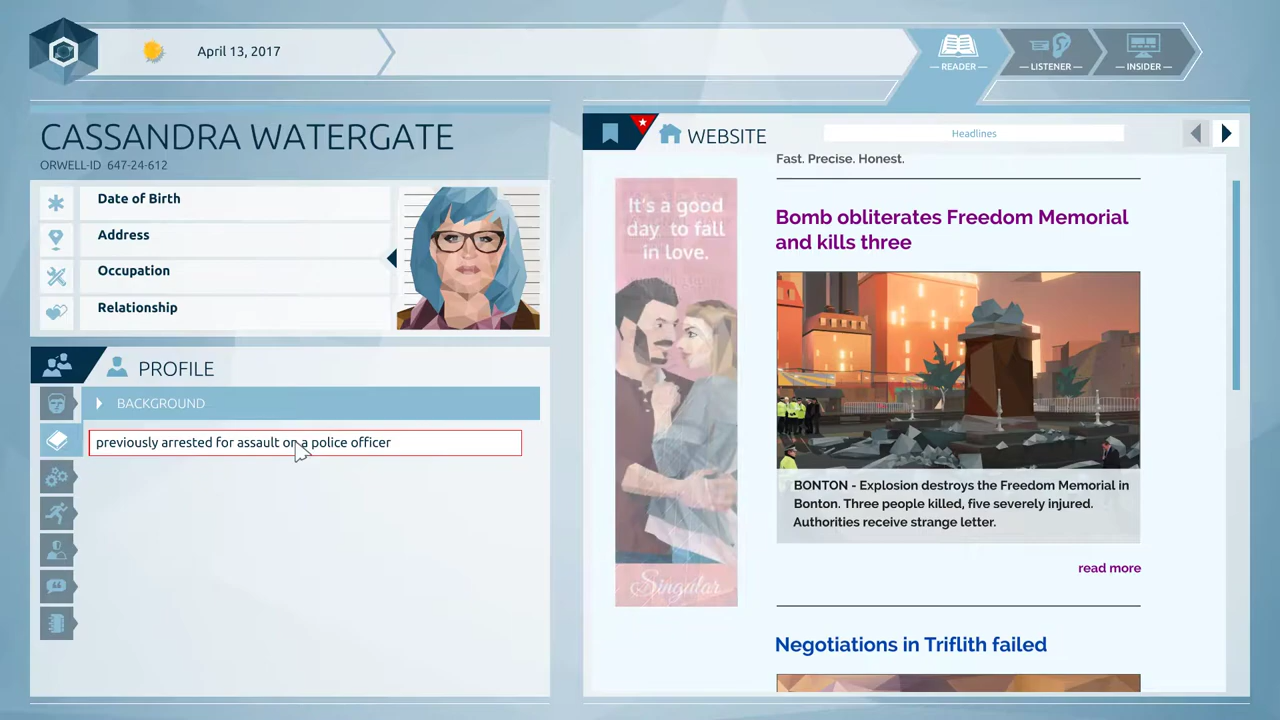 April 13, 2017
READER
LISTENER
INSIDER
CASSANDRA WATERGATE
ORWELL-ID 647-24-612
Date of Birth
Address
Occupation
Relationship
PROFILE
BACKGROUND
previously arrested for assault on a police officer
WEBSITE
Headlines
Fast. Precise. Honest.
It's a good
day to fall
in love.
Singular
Bomb obliterates Freedom Memorial
and kills three
BONTON - Explosion destroys the Freedom Memorial in
Bonton. Three people killed, five severely injured.
Authorities receive strange letter.
read more
Negotiations in Triflith failed